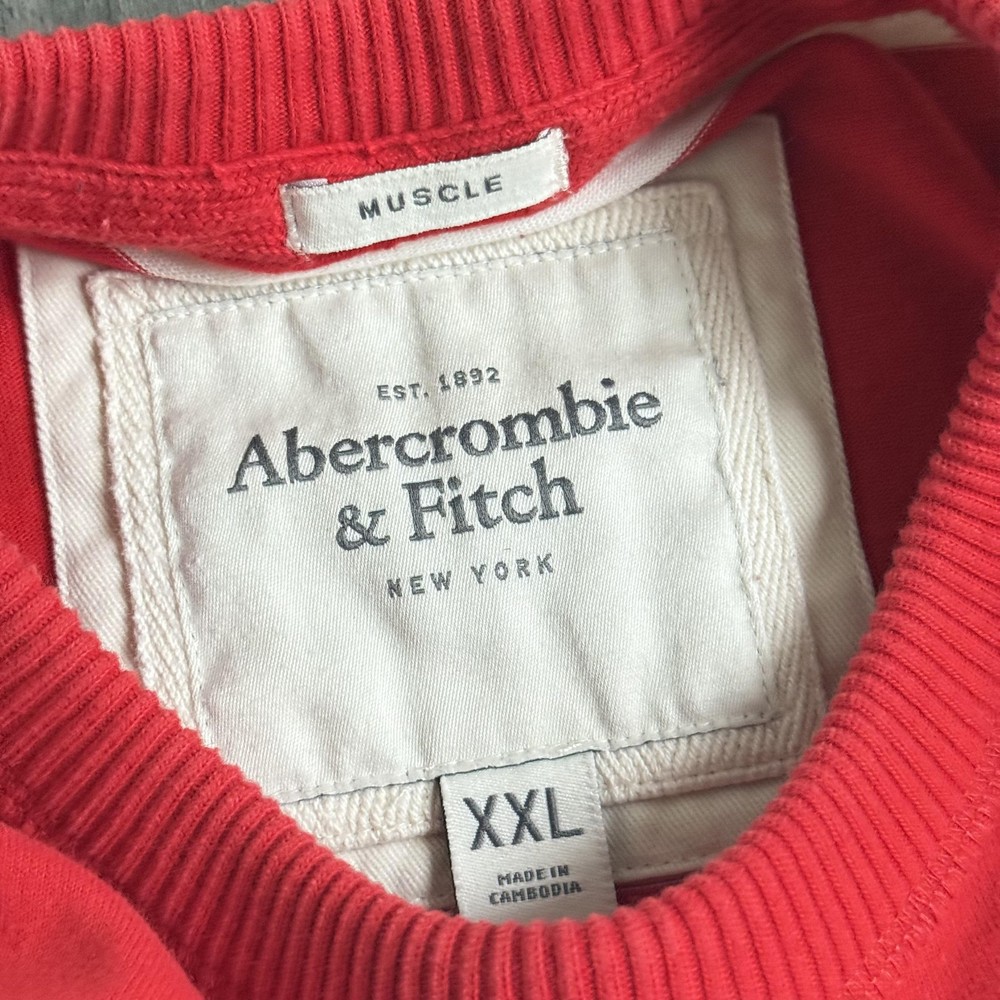 MUSCLE
EST. 1892
Abercrombie
& Fitch
NEW YORK
XXL
MADE IN
CAMBODIA